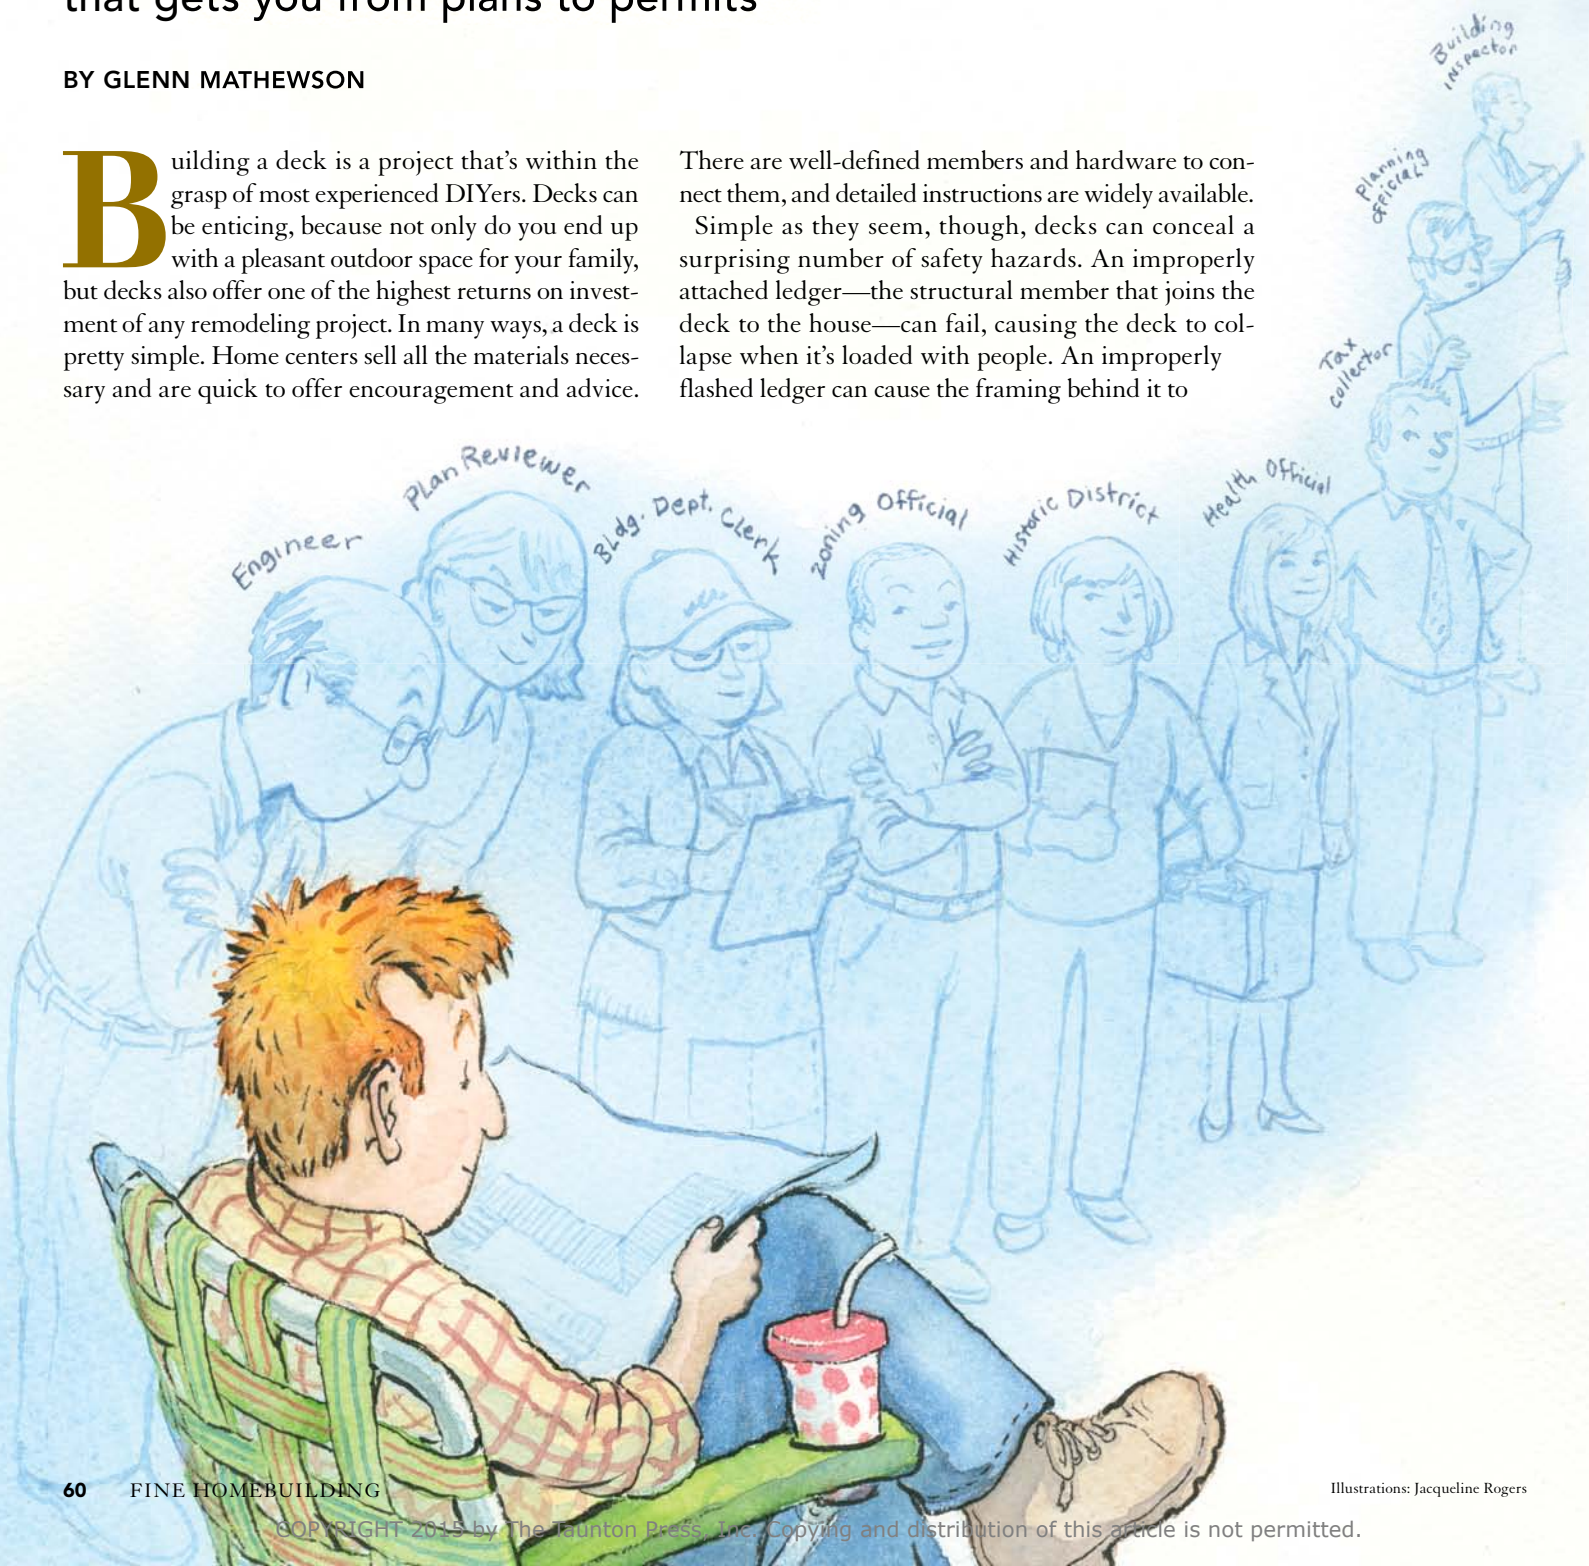 that gets you from plans to permits
BY GLENN MATHEWSON
Building a deck is a project that’s within the
grasp of most experienced DIYers. Decks can
be enticing, because not only do you end up
with a pleasant outdoor space for your family,
but decks also offer one of the highest returns on invest-
ment of any remodeling project. In many ways, a deck is
pretty simple. Home centers sell all the materials neces-
sary and are quick to offer encouragement and advice.
There are well-defined members and hardware to con-
nect them, and detailed instructions are widely available.
Simple as they seem, though, decks can conceal a
surprising number of safety hazards. An improperly
attached ledger—the structural member that joins the
deck to the house—can fail, causing the deck to col-
lapse when it’s loaded with people. An improperly
flashed ledger can cause the framing behind it to
Engineer
Plan Reviewer
Bldg. Dept. Clerk
Zoning Official
Historic District
Health Official
Tax
Collector
Planning
Official
Building
Inspector
60 FINE HOMEBUILDING
Illustrations: Jacqueline Rogers
COPYRIGHT 2015 by The Taunton Press, Inc. Copying and distribution of this article is not permitted.